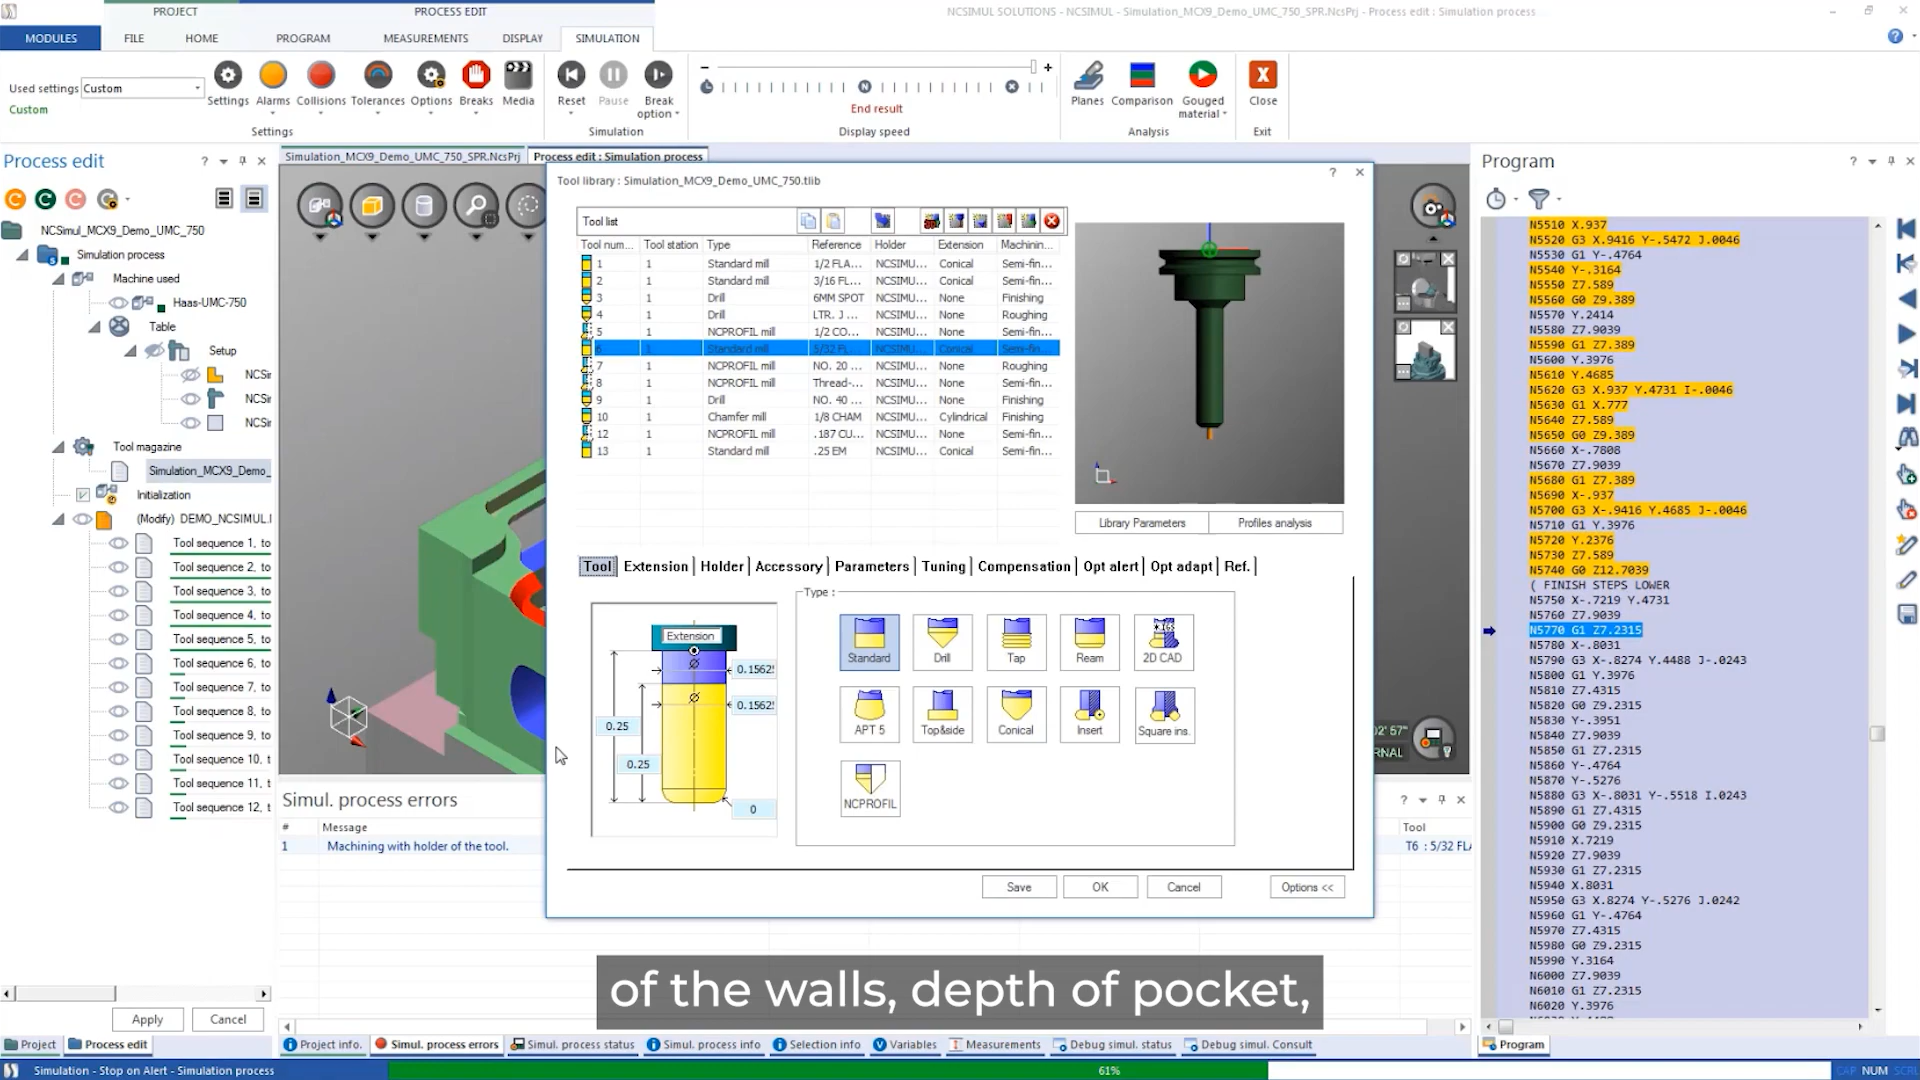 PROJECT
PROCESS EDIT
NCSIMUL SOLUTIONS - NCSIMUL - Simulation_MCX9_Demo_UMC_750_SPR.NcsPrj - Process edit : Simulation process
MODULES
FILE
HOME
PROGRAM
MEASUREMENTS
DISPLAY
SIMULATION
Used settings
Custom
Custom
Settings
Alarms
Collisions
Tolerances
Options
Breaks
Media
Settings
Reset
Pause
Break
option
Simulation
N
End result
Display speed
Planes
Comparison
Gouged
material
Analysis
Close
Exit
Process edit
NCSimul_MCX9_Demo_UMC_750
Simulation process
Machine used
Haas-UMC-750
Table
Setup
NCSir
NCSir
NCSir
Tool magazine
Simulation_MCX9_Demo_
Initialization
(Modify) DEMO_NCSIMUL.
Tool sequence 1, to
Tool sequence 2, to
Tool sequence 3, to
Tool sequence 4, to
Tool sequence 5, to
Tool sequence 6, to
Tool sequence 7, to
Tool sequence 8, to
Tool sequence 9, to
Tool sequence 10, t
Tool sequence 11, t
Tool sequence 12, t
Apply
Cancel
Project
Process edit
Simulation_MCX9_Demo_UMC_750_SPR.NcsPrj
Process edit : Simulation process
Tool library : Simulation_MCX9_Demo_UMC_750.tlib
Tool list
Tool num... Tool station Type Reference Holder Extension Machinin...
1 1 Standard mill 1/2 FLA... NCSIMU... Conical Semi-fin...
2 1 Standard mill 3/16 FL... NCSIMU... Conical Semi-fin...
3 1 Drill 6MM SPOT NCSIMU... None Finishing
4 1 Drill LTR. J ... NCSIMU... None Roughing
5 1 NCPROFIL mill 1/2 CO... NCSIMU... None Semi-fin...
6 1 Standard mill 5/32 FL... NCSIMU... Conical Semi-fin...
7 1 NCPROFIL mill NO. 20 ... NCSIMU... None Roughing
8 1 NCPROFIL mill Thread-... NCSIMU... None Semi-fin...
9 1 Drill NO. 40 ... NCSIMU... None Finishing
10 1 Chamfer mill 1/8 CHAM NCSIMU... Cylindrical Finishing
12 1 NCPROFIL mill .187 CU... NCSIMU... None Semi-fin...
13 1 Standard mill .25 EM NCSIMU... Conical Semi-fin...
Library Parameters
Profiles analysis
Tool
Extension
Holder
Accessory
Parameters
Tuning
Compensation
Opt alert
Opt adapt
Ref.
Extension
0.1562
0.1562
0.25
0.25
0
Type :
Standard
Drill
Tap
Ream
2D CAD
APT 5
Top&side
Conical
Insert
Square ins.
NCPROFIL
Save
OK
Cancel
Options <<
Simul. process errors
# Message
Tool
1 Machining with holder of the tool.
T6 : 5/32 FLA
of the walls, depth of pocket,
Project info.
Simul. process errors
Simul. process status
Simul. process info
Selection info
Variables
Measurements
Debug simul. status
Debug simul. Consult
Program
N5510 X.937
N5520 G3 X.9416 Y-.5472 J.0046
N5530 G1 Y-.4764
N5540 Y-.3164
N5550 Z7.589
N5560 G0 Z9.389
N5570 Y.2414
N5580 Z7.9039
N5590 G1 Z7.389
N5600 Y.3976
N5610 Y.4685
N5620 G3 X.937 Y.4731 I-.0046
N5630 G1 X.777
N5640 Z7.589
N5650 G0 Z9.389
N5660 X-.7808
N5670 Z7.9039
N5680 G1 Z7.389
N5690 X-.937
N5700 G3 X-.9416 Y.4685 J-.0046
N5710 G1 Y.3976
N5720 Y.2376
N5730 Z7.589
N5740 G0 Z12.7039
( FINISH STEPS LOWER
N5750 X-.7219 Y.4731
N5760 Z7.9039
N5770 G1 Z7.2315
N5780 X-.8031
N5790 G3 X-.8274 Y.4488 J-.0243
N5800 G1 Y.3976
N5810 Z7.4315
N5820 G0 Z9.2315
N5830 Y-.3951
N5840 Z7.9039
N5850 G1 Z7.2315
N5860 Y-.4764
N5870 Y-.5276
N5880 G3 X-.8031 Y-.5518 I.0243
N5890 G1 Z7.4315
N5900 G0 Z9.2315
N5910 X.7219
N5920 Z7.9039
N5930 G1 Z7.2315
N5940 X.8031
N5950 G3 X.8274 Y-.5276 J.0242
N5960 G1 Y-.4764
N5970 Z7.4315
N5980 G0 Z9.2315
N5990 Y.3164
N6000 Z7.9039
N6010 G1 Z7.2315
N6020 Y.3976
Program
Simulation - Stop on Alert - Simulation process
61%
CAP NUM SCRL